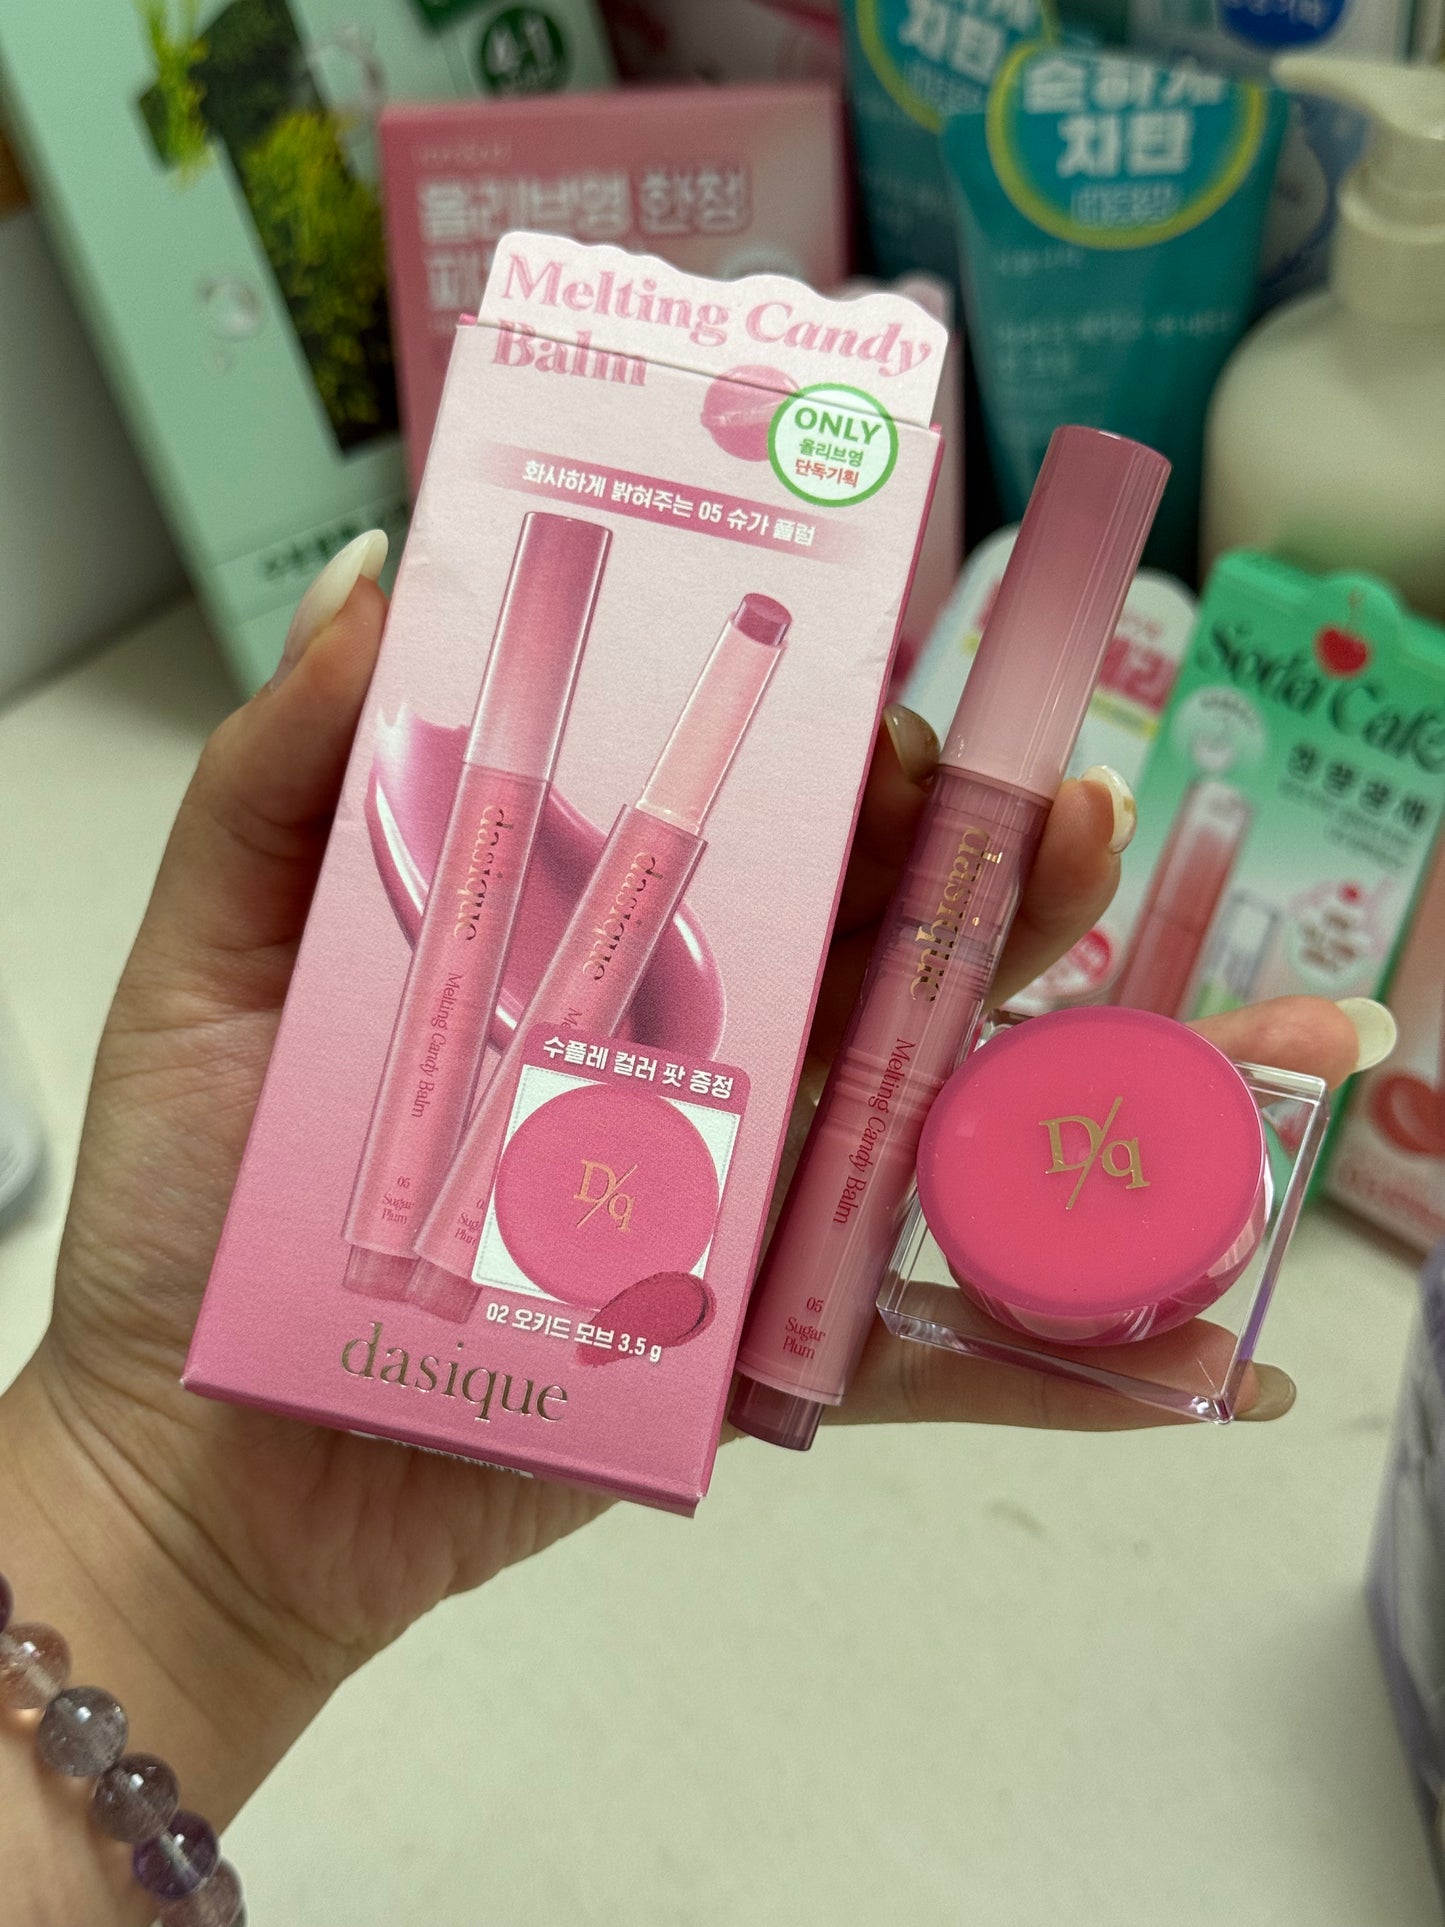 4-1
올리브영 한정
순하게
차단
Melting Candy
Balm
ONLY
올리브영
단독기획
화사하게 밝혀주는 05 슈가 플럼
dasique
Melting Candy Balm
05
Sugar
Plum
dasique
수플레 컬러 팟 증정
D/q
02 오키드 모브 3.5 g
dasique
dasique
Melting Candy Balm
05
Sugar
Plum
D/q
Soda Cafe